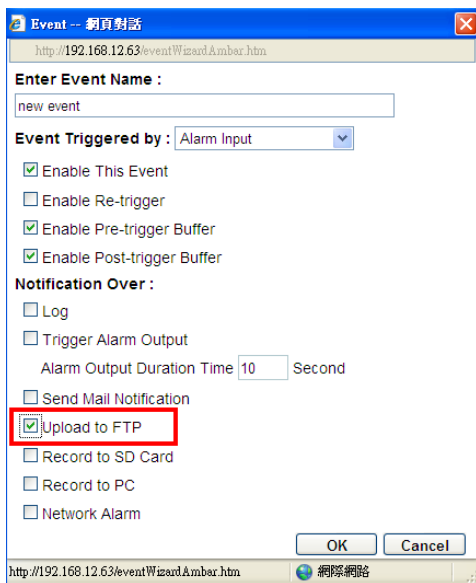 Event -- 網頁對話
http://192.168.12.63/eventWizardAmbar.htm
Enter Event Name :
new event
Event Triggered by : Alarm Input
Enable This Event
Enable Re-trigger
Enable Pre-trigger Buffer
Enable Post-trigger Buffer
Notification Over :
Log
Trigger Alarm Output
Alarm Output Duration Time 10 Second
Send Mail Notification
Upload to FTP
Record to SD Card
Record to PC
Network Alarm
OK Cancel
http://192.168.12.63/eventWizardAmbar.htm 網際網路